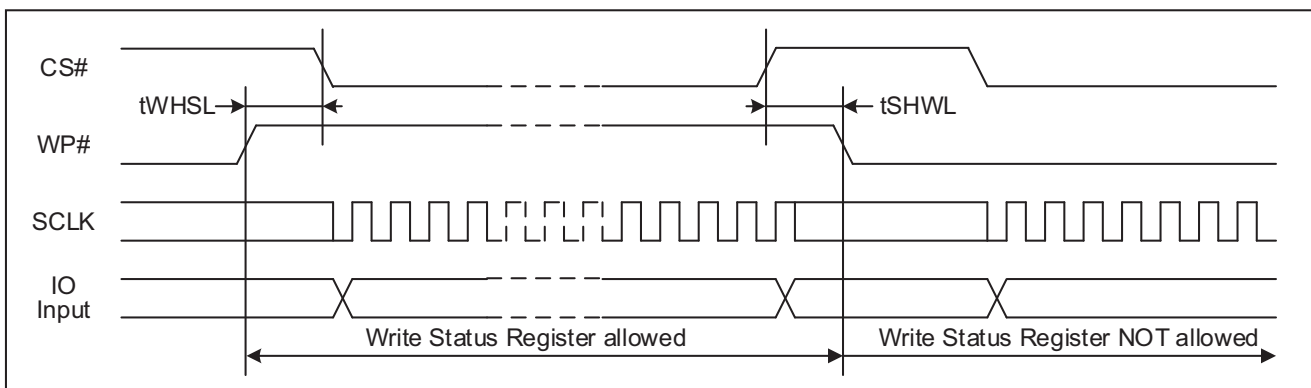 CS#
tWHSL
tSHWL
WP#
SCLK
IO
Input
Write Status Register allowed
Write Status Register NOT allowed